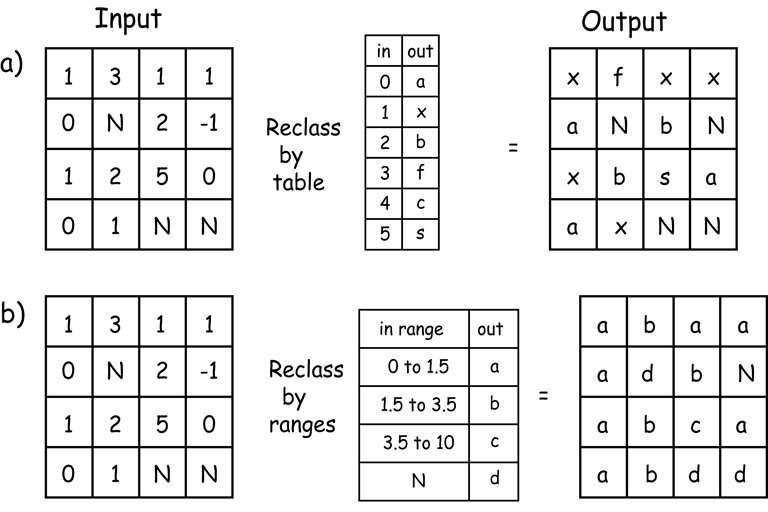 Input
Output
a)
1 3 1 1
0 N 2 -1
1 2 5 0
0 1 N N
Reclass
by
table
in out
0 a
1 x
2 b
3 f
4 c
5 s
=
x f x x
a N b N
x b s a
a x N N
b)
1 3 1 1
0 N 2 -1
1 2 5 0
0 1 N N
Reclass
by
ranges
in range out
0 to 1.5 a
1.5 to 3.5 b
3.5 to 10 c
N d
=
a b a a
a d b N
a b c a
a b d d